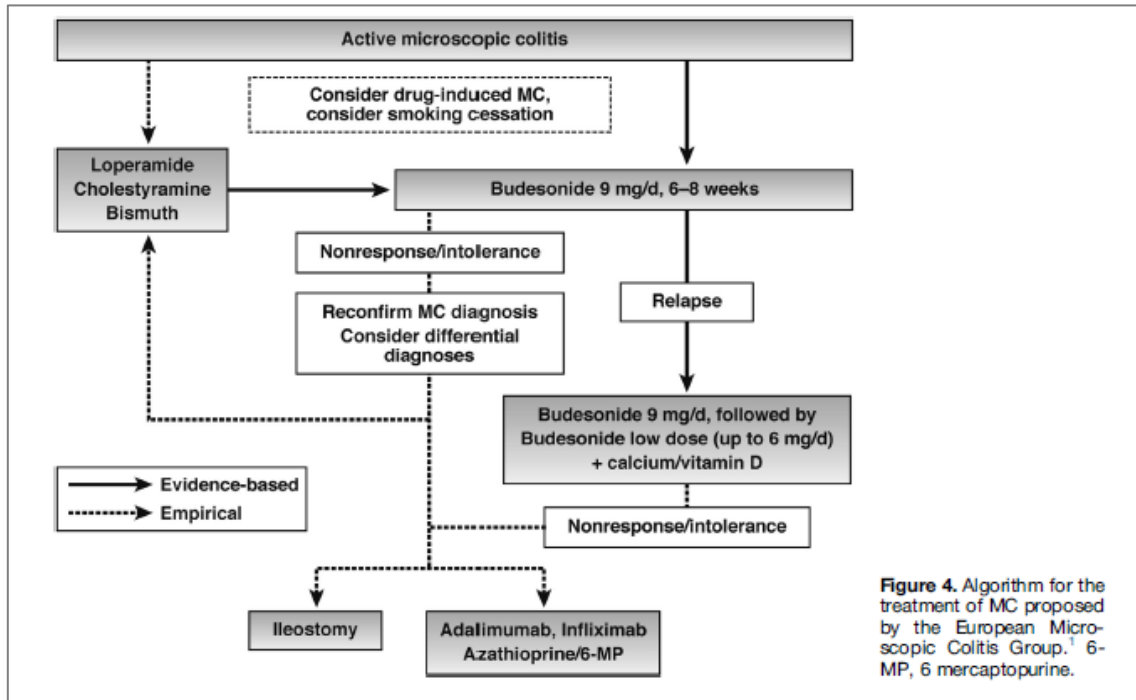 Active microscopic colitis
Consider drug-induced MC,
consider smoking cessation
Loperamide
Cholestyramine
Bismuth
Budesonide 9 mg/d, 6–8 weeks
Nonresponse/intolerance
Reconfirm MC diagnosis
Consider differential
diagnoses
Relapse
Budesonide 9 mg/d, followed by
Budesonide low dose (up to 6 mg/d)
+ calcium/vitamin D
Evidence-based
Empirical
Nonresponse/intolerance
Ileostomy
Adalimumab, Infliximab
Azathioprine/6-MP
Figure 4. Algorithm for the
treatment of MC proposed
by the European Micro-
scopic Colitis Group.¹ 6-
MP, 6 mercaptopurine.